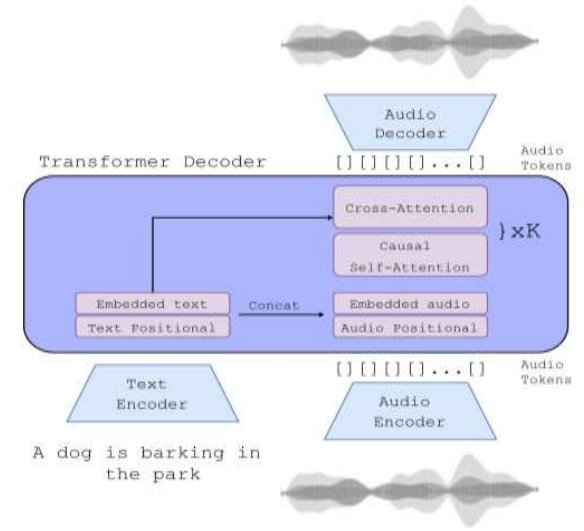 Audio
Decoder
Transformer Decoder
[][][][]...[]
Audio
Tokens
Cross-Attention
}xK
Causal
Self-Attention
Embedded text
Concat
Embedded audio
Text Positional
Audio Positional
[][][][]...[]
Audio
Tokens
Text
Encoder
Audio
Encoder
A dog is barking in
the park